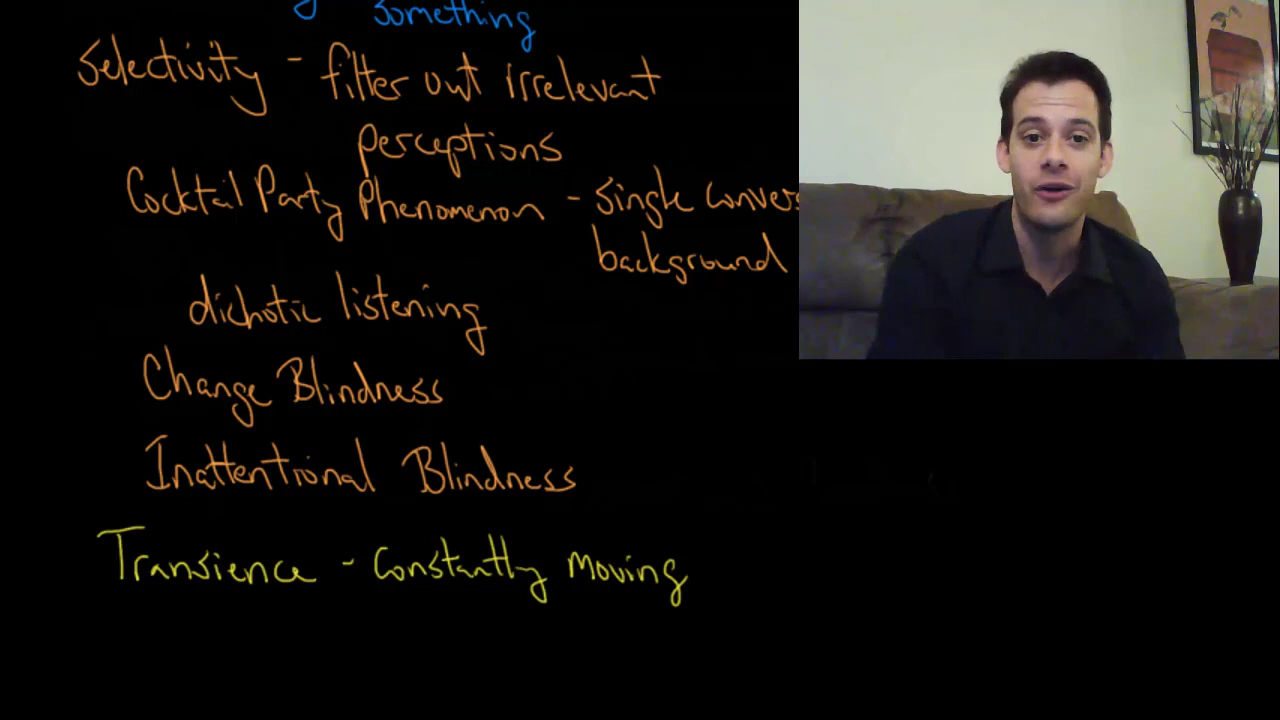 something
Selectivity - filter out irrelevant
perceptions
Cocktail Party Phenomenon - single convers
background
dichotic listening
Change Blindness
Inattentional Blindness
Transience - constantly moving